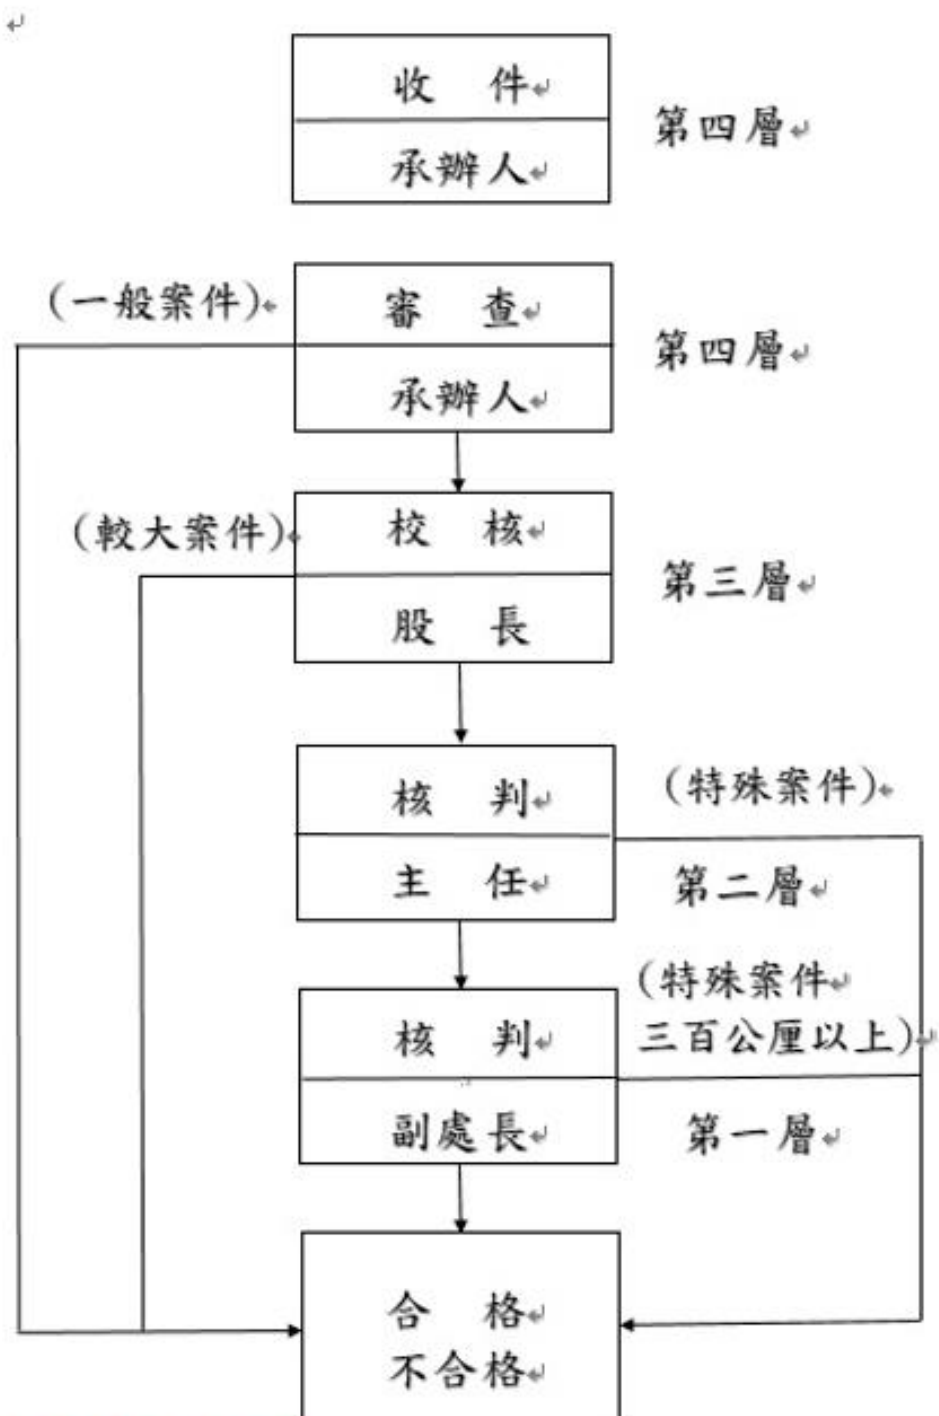 收 件
第四層
承辦人
(一般案件)
審 查
第四層
承辦人
(較大案件)
校 核
第三層
股 長
(特殊案件)
核 判
主 任
第二層
(特殊案件
三百公厘以上)
核 判
副處長
第一層
合 格
不合格